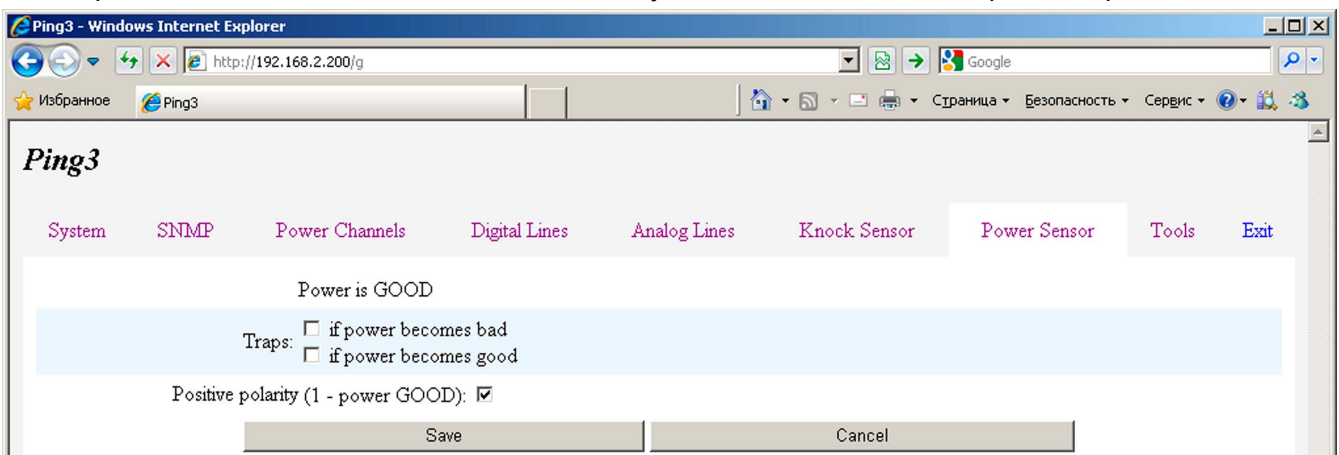 Ping3 - Windows Internet Explorer
http://192.168.2.200/g
Google
Избранное
Ping3
Страница
Безопасность
Сервис
Ping3
System SNMP Power Channels Digital Lines Analog Lines Knock Sensor Power Sensor Tools Exit
Power is GOOD
Traps:
if power becomes bad
if power becomes good
Positive polarity (1 - power GOOD):
Save Cancel